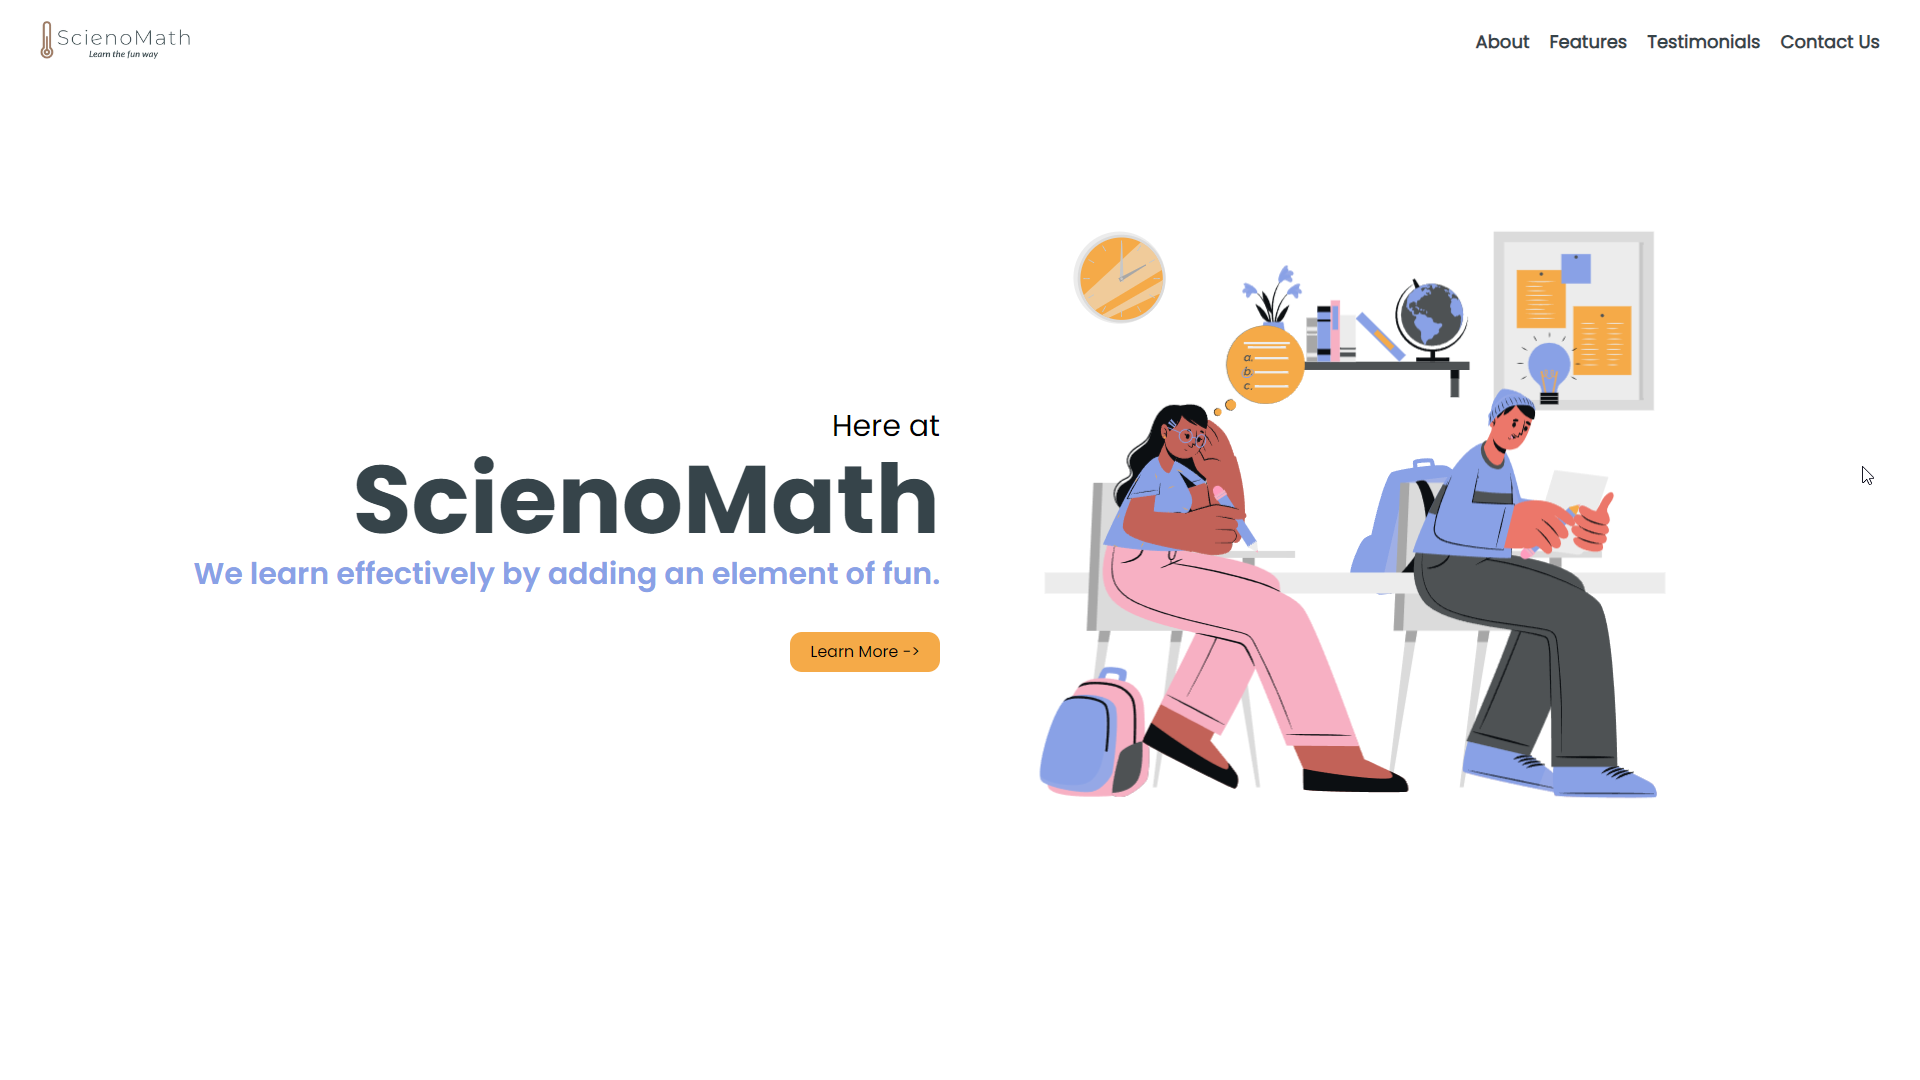 ScienoMath
Learn the fun way
About Features Testimonials Contact Us
Here at
ScienoMath
We learn effectively by adding an element of fun.
Learn More ->
a.
b.
c.